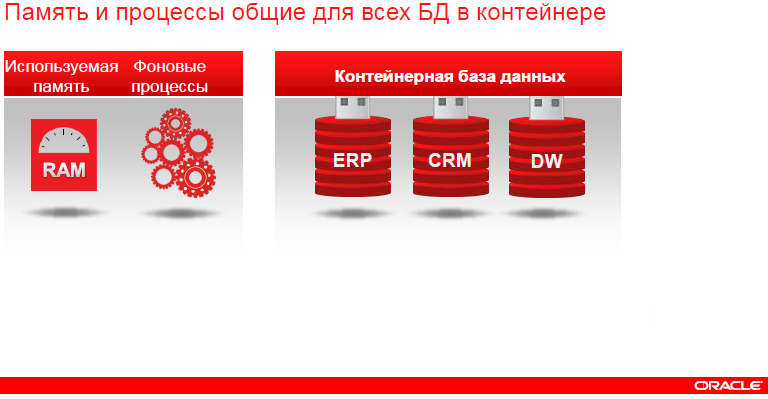 Память и процессы общие для всех БД в контейнере
Используемая память
Фоновые процессы
RAM
Контейнерная база данных
ERP
CRM
DW
ORACLE